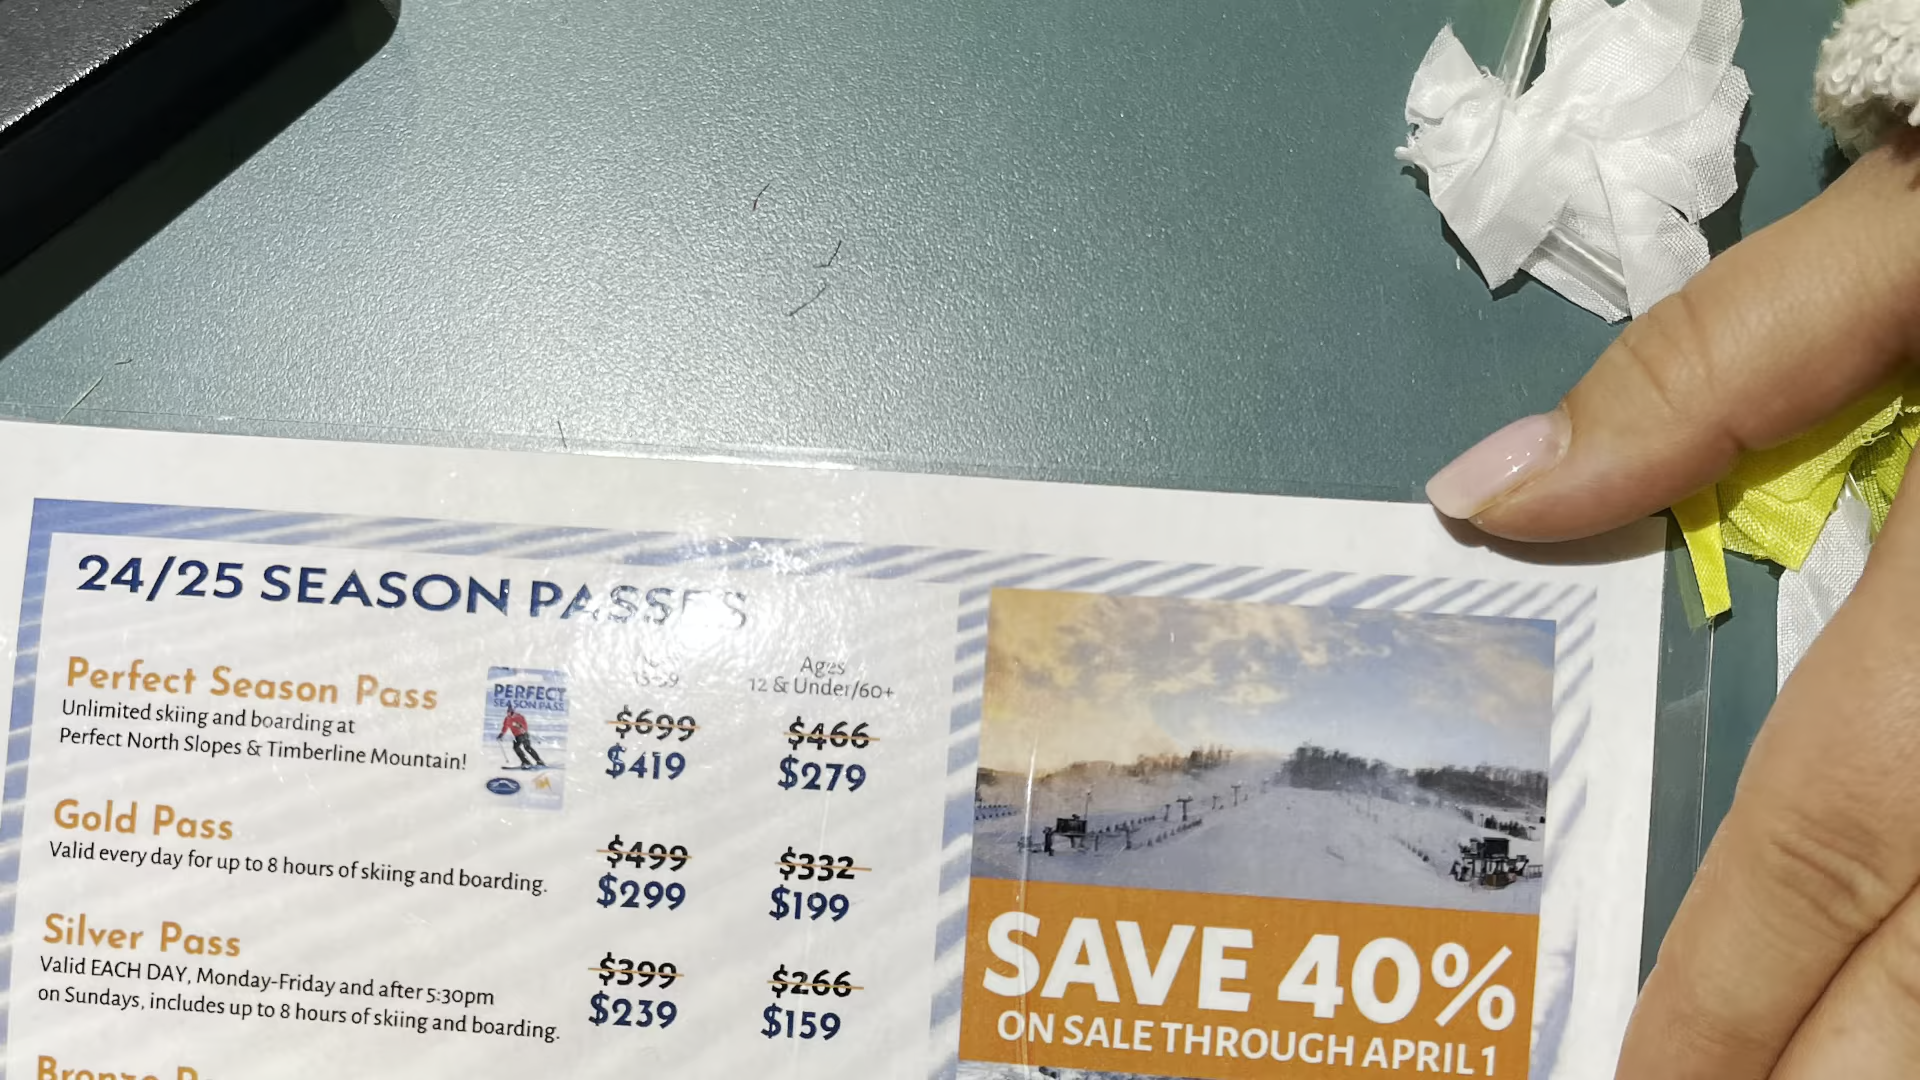 24/25 SEASON PASSES
Perfect Season Pass
Unlimited skiing and boarding at
Perfect North Slopes & Timberline Mountain!
PERFECT
SEASON PASS
Ages
12 & Under/60+
$699
$466
$419
$279
Gold Pass
Valid every day for up to 8 hours of skiing and boarding.
$499
$332
$299
$199
Silver Pass
Valid EACH DAY, Monday-Friday and after 5:30pm
on Sundays, includes up to 8 hours of skiing and boarding.
$399
$266
$239
$159
Bronze
SAVE 40%
ON SALE THROUGH APRIL 1